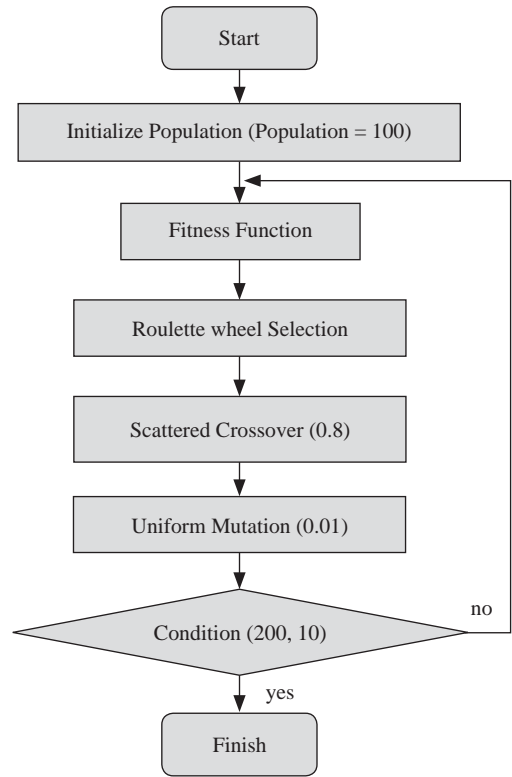 Start
Initialize Population (Population = 100)
Fitness Function
Roulette wheel Selection
Scattered Crossover (0.8)
Uniform Mutation (0.01)
Condition (200, 10)
no
yes
Finish